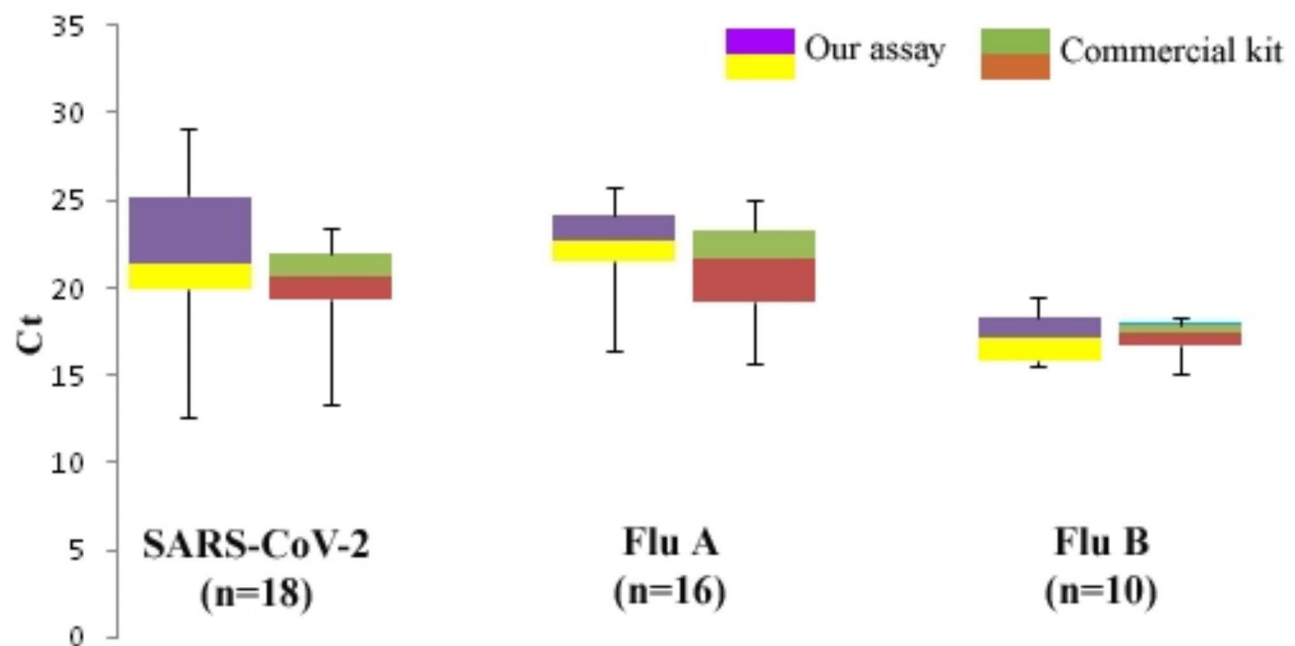 35
30
25
20
15
10
5
0
Ct
Our assay
Commercial kit
SARS-CoV-2
(n=18)
Flu A
(n=16)
Flu B
(n=10)